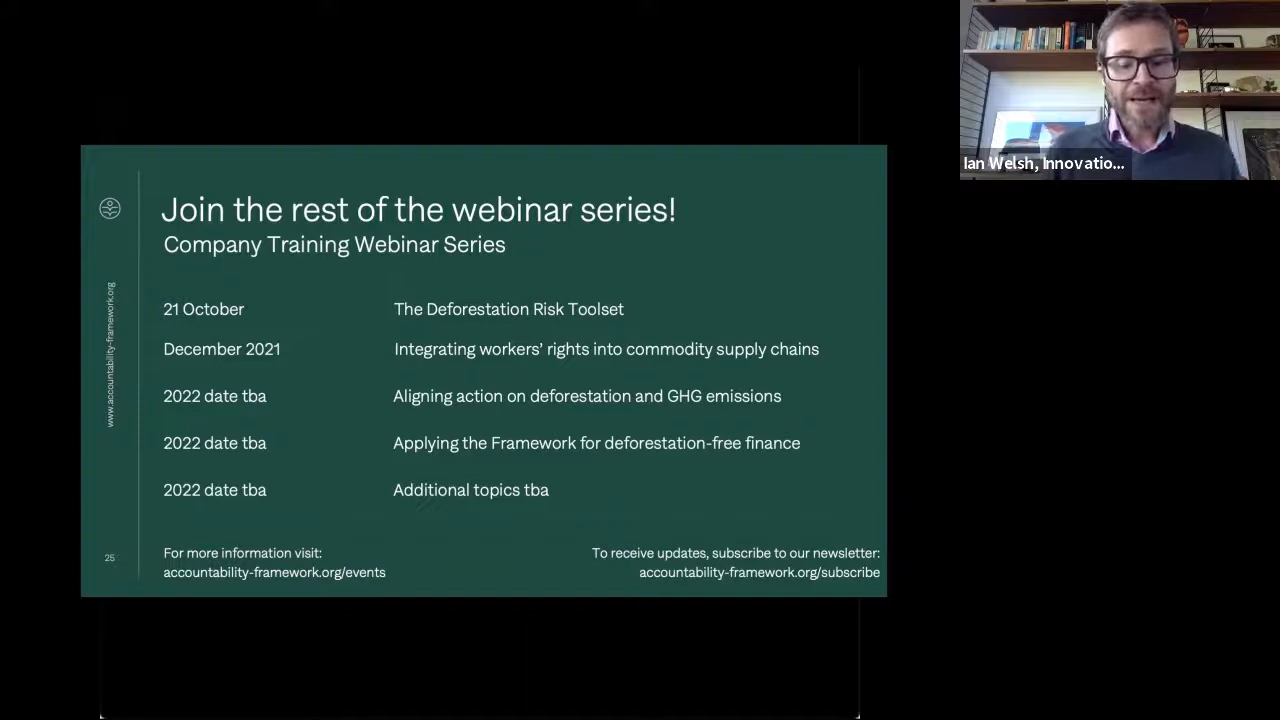 Join the rest of the webinar series!
Company Training Webinar Series
21 October The Deforestation Risk Toolset
December 2021 Integrating workers’ rights into commodity supply chains
2022 date tba Aligning action on deforestation and GHG emissions
2022 date tba Applying the Framework for deforestation-free finance
2022 date tba Additional topics tba
For more information visit:
accountability-framework.org/events
To receive updates, subscribe to our newsletter:
accountability-framework.org/subscribe
25
www.accountability-framework.org
Ian Welsh, Innovatio...